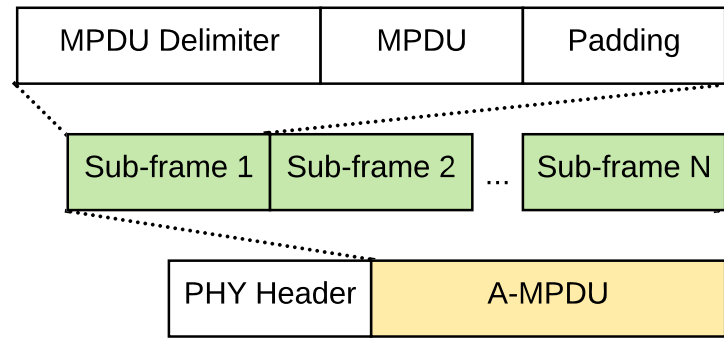 MPDU Delimiter MPDU Padding
Sub-frame 1 Sub-frame 2 ... Sub-frame N
PHY Header A-MPDU